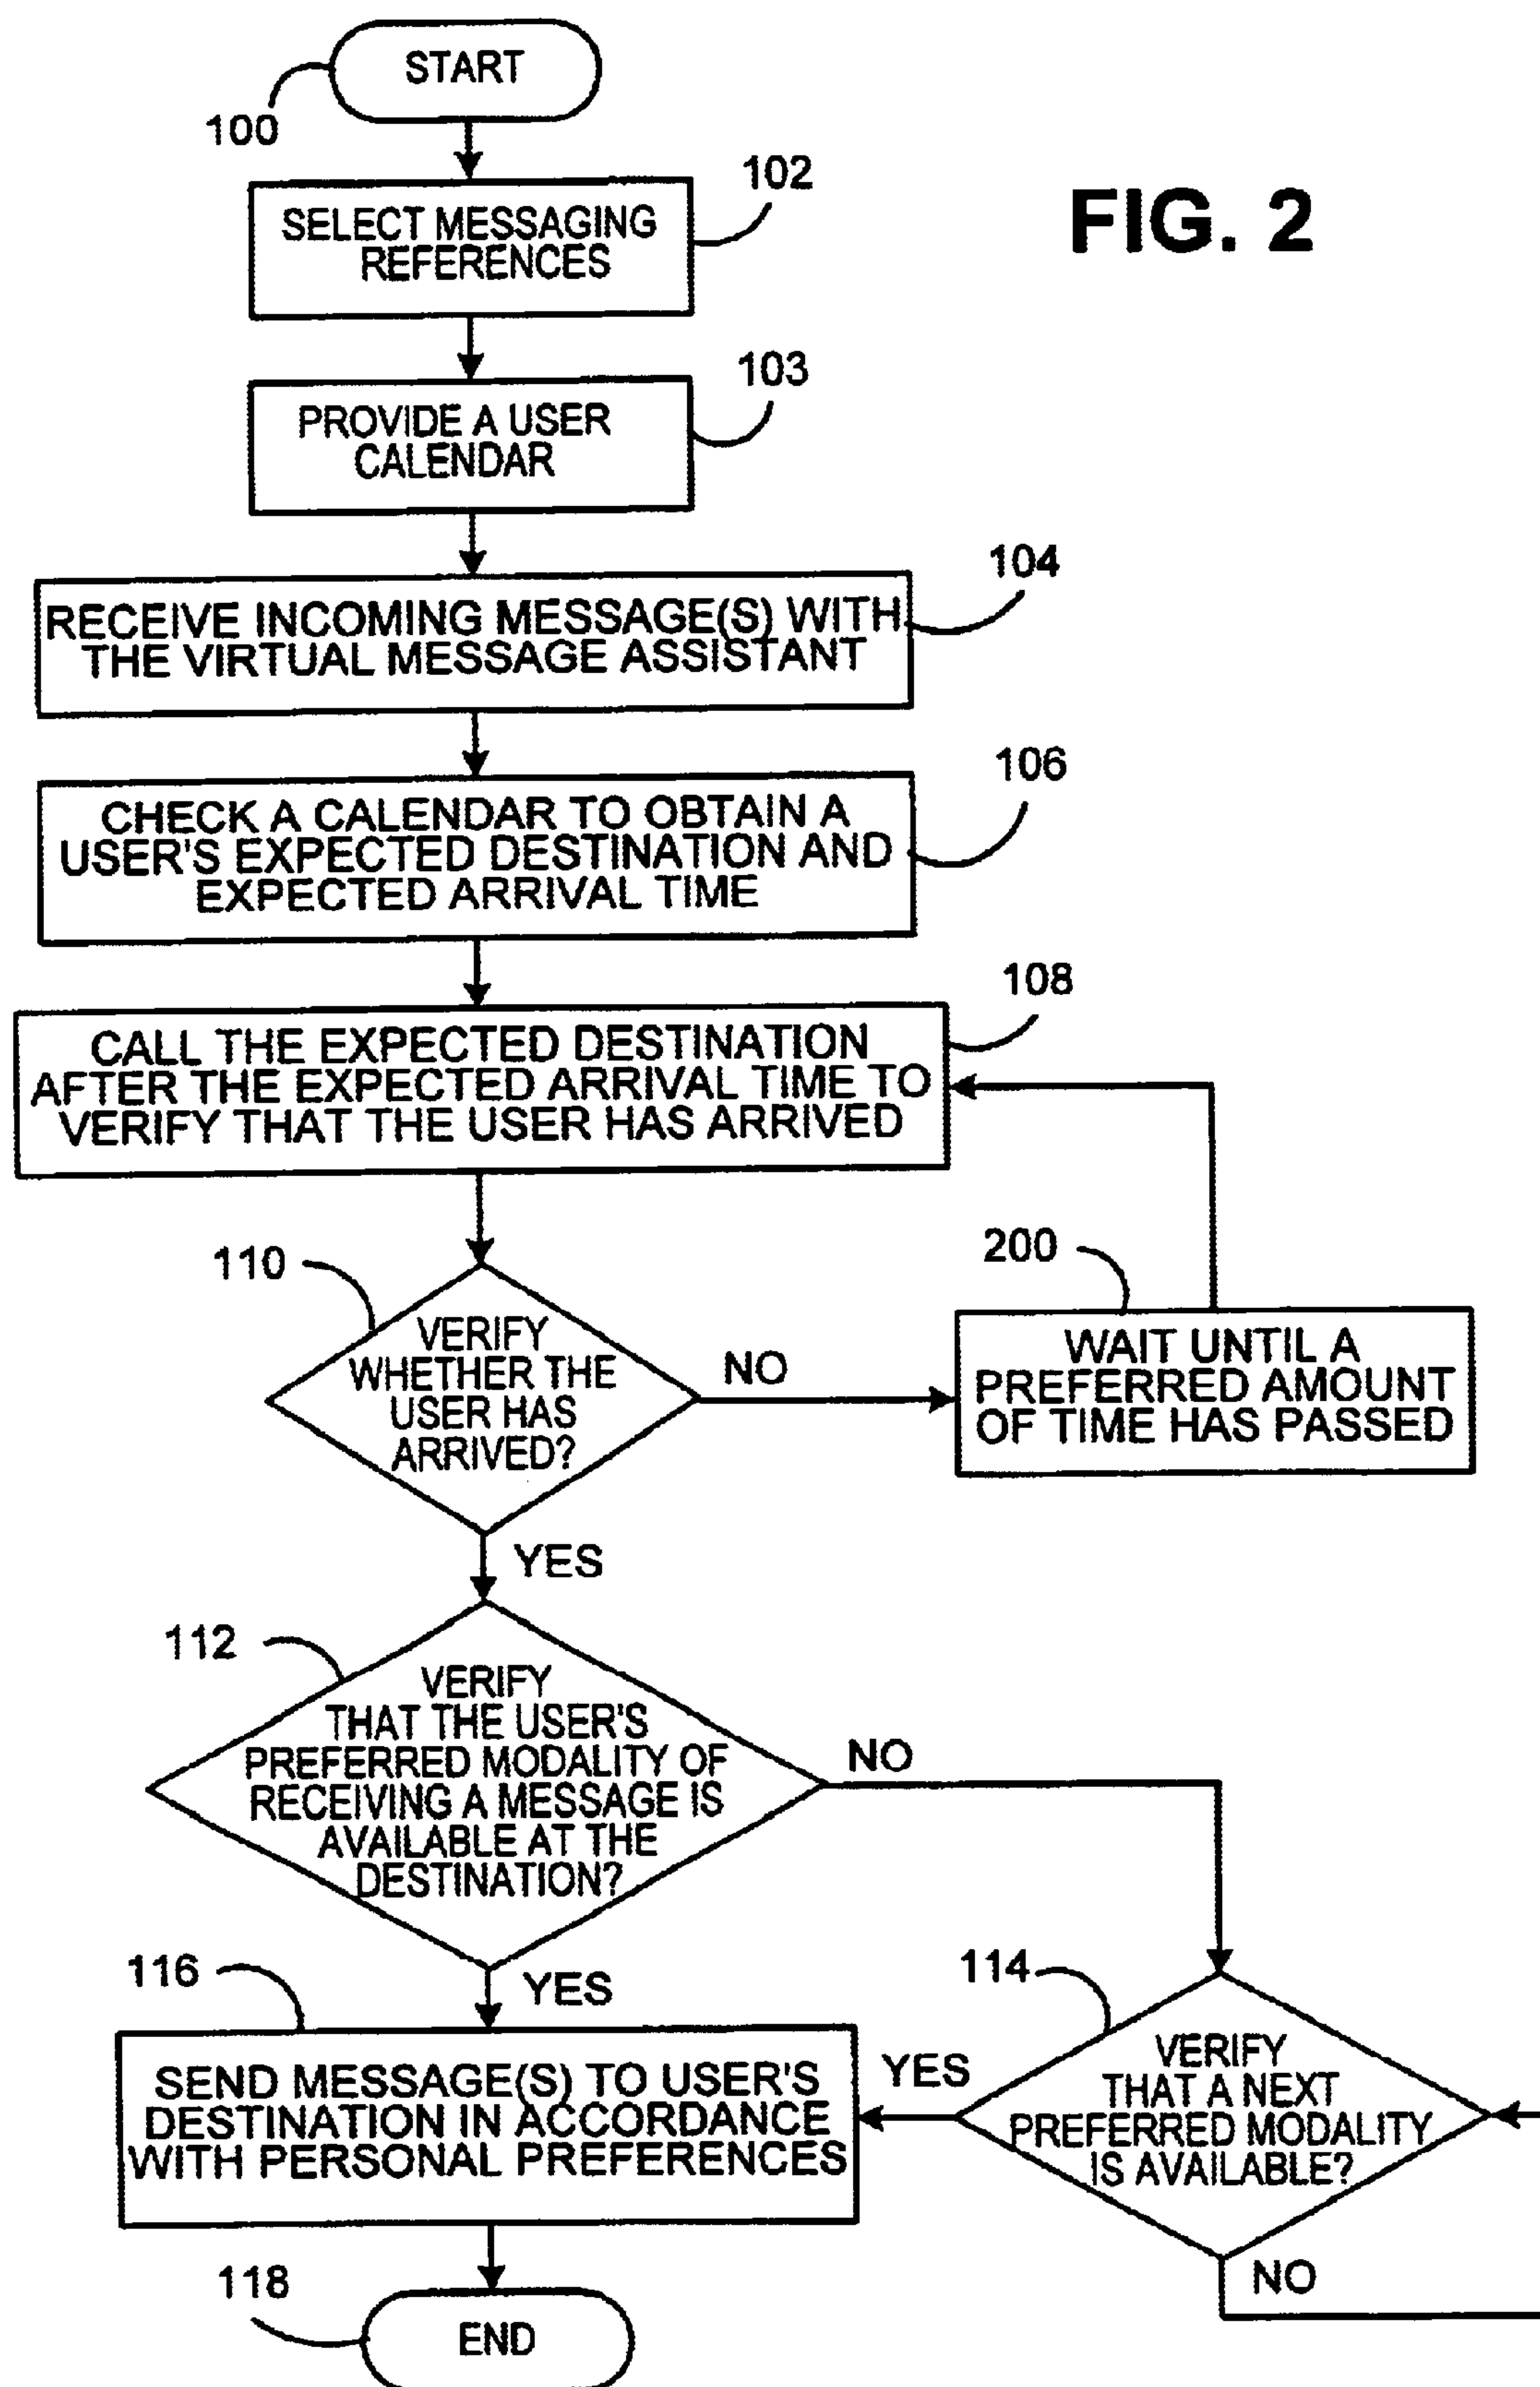 START
100
FIG. 2
102
SELECT MESSAGING
REFERENCES
103
PROVIDE A USER
CALENDAR
104
RECEIVE INCOMING MESSAGE(S) WITH
THE VIRTUAL MESSAGE ASSISTANT
106
CHECK A CALENDAR TO OBTAIN A
USER'S EXPECTED DESTINATION AND
EXPECTED ARRIVAL TIME
108
CALL THE EXPECTED DESTINATION
AFTER THE EXPECTED ARRIVAL TIME TO
VERIFY THAT THE USER HAS ARRIVED
110
VERIFY
WHETHER THE
USER HAS
ARRIVED?
NO
200
WAIT UNTIL A
PREFERRED AMOUNT
OF TIME HAS PASSED
YES
112
VERIFY
THAT THE USER'S
PREFERRED MODALITY OF
RECEIVING A MESSAGE IS
AVAILABLE AT THE
DESTINATION?
NO
YES
116
SEND MESSAGE(S) TO USER'S
DESTINATION IN ACCORDANCE
WITH PERSONAL PREFERENCES
YES
114
VERIFY
THAT A NEXT
PREFERRED MODALITY
IS AVAILABLE?
NO
118
END